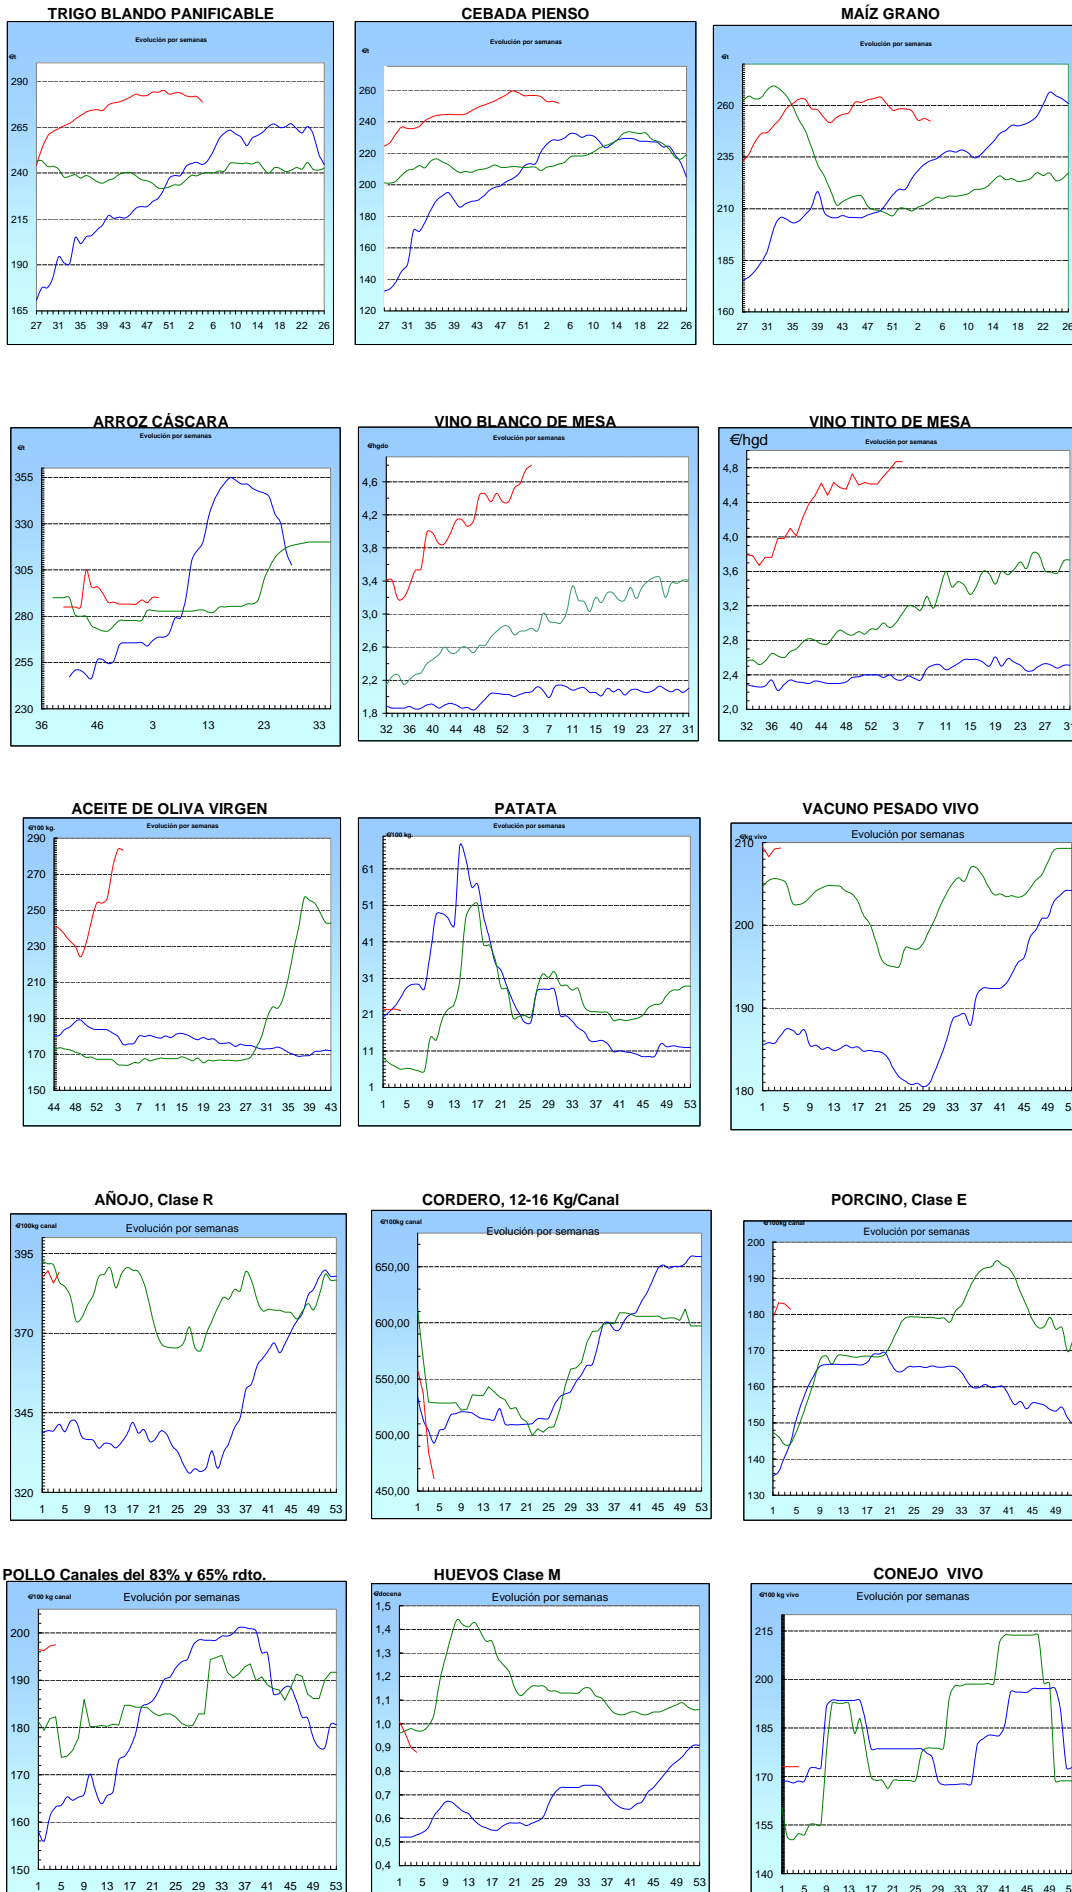 TRIGO BLANDO PANIFICABLE
CEBADA PIENSO
MAÍZ GRANO
Evolución por semanas
Evolución por semanas
Evolución por semanas
€/t
€/t
€/t
290
265
240
215
190
165
27 31 35 39 43 47 51 2 6 10 14 18 22 26
260
240
220
200
180
160
140
120
27 31 35 39 43 47 51 2 6 10 14 18 22 26
260
235
210
185
160
27 31 35 39 43 47 51 2 6 10 14 18 22 26
ARROZ CÁSCARA
VINO BLANCO DE MESA
VINO TINTO DE MESA
Evolución por semanas
Evolución por semanas
Evolución por semanas
€/t
€/hgdo
€/hgd
355
330
305
280
255
230
36 46 3 13 23 33
4,6
4,2
3,8
3,4
3,0
2,6
2,2
1,8
32 36 40 44 48 52 3 7 11 15 19 23 27 31
4,8
4,4
4,0
3,6
3,2
2,8
2,4
2,0
32 36 40 44 48 52 3 7 11 15 19 23 27 31
ACEITE DE OLIVA VIRGEN
PATATA
VACUNO PESADO VIVO
Evolución por semanas
Evolución por semanas
Evolución por semanas
€/100 kg.
€/100 kg.
€/kg vivo
290
270
250
230
210
190
170
150
44 48 52 3 7 11 15 19 23 27 31 35 39 43
61
51
41
31
21
11
1
1 5 9 13 17 21 25 29 33 37 41 45 49 53
210
200
190
180
1 5 9 13 17 21 25 29 33 37 41 45 49 53
AÑOJO, Clase R
CORDERO, 12-16 Kg/Canal
PORCINO, Clase E
€/100kg canal
Evolución por semanas
€/100kg canal
Evolución por semanas
€/100kg canal
Evolución por semanas
395
370
345
320
1 5 9 13 17 21 25 29 33 37 41 45 49 53
650,00
600,00
550,00
500,00
450,00
1 5 9 13 17 21 25 29 33 37 41 45 49 53
200
190
180
170
160
150
140
130
1 5 9 13 17 21 25 29 33 37 41 45 49
POLLO Canales del 83% y 65% rdto.
HUEVOS Clase M
CONEJO VIVO
€/100 kg canal
Evolución por semanas
€/docena
Evolución por semanas
€/100 kg vivo
Evolución por semanas
200
190
180
170
160
150
1 5 9 13 17 21 25 29 33 37 41 45 49 53
1,5
1,4
1,3
1,2
1,1
1,0
0,9
0,8
0,7
0,6
0,5
0,4
1 5 9 13 17 21 25 29 33 37 41 45 49 53
215
200
185
170
155
140
1 5 9 13 17 21 25 29 33 37 41 45 49